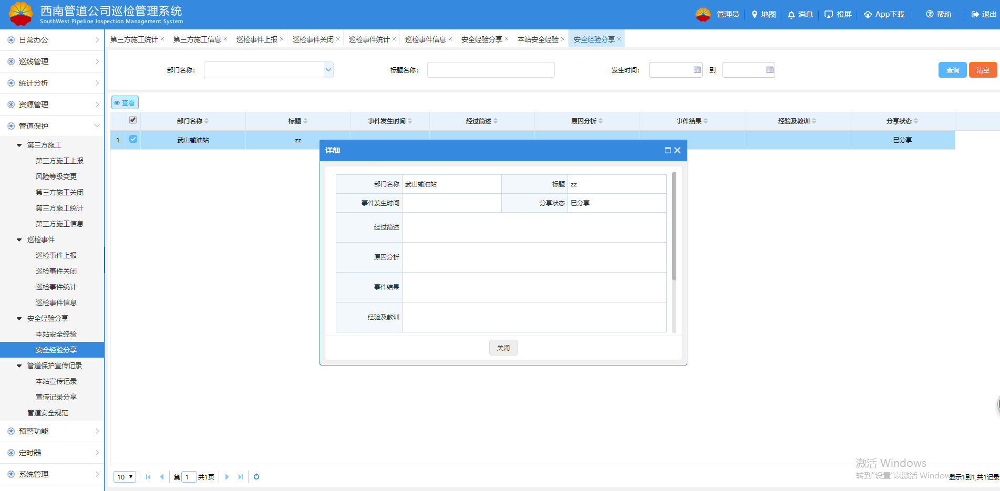 西南管道公司巡检管理系统
SouthWest Pipeline Inspection Management System
管理员 地图 消息 投屏 App下载 帮助 退出
日常办公
巡线管理
统计分析
资源管理
管道保护
第三方施工
第三方施工上报
风险等级变更
第三方施工关闭
第三方施工统计
第三方施工信息
巡检事件
巡检事件上报
巡检事件关闭
巡检事件统计
巡检事件信息
安全经验分享
本站安全经验
安全经验分享
管道保护宣传记录
本站宣传记录
宣传记录分享
管道安全规范
预警功能
定时器
系统管理
第三方施工统计 × 第三方施工信息 × 巡检事件上报 × 巡检事件关闭 × 巡检事件统计 × 巡检事件信息 × 安全经验分享 × 本站安全经验 × 安全经验分享 ×
部门名称： 标题名称： 发生时间： 到 查询 清空
查看
部门名称 标题 事件发生时间 经过简述 原因分析 事件结果 经验及教训 分享状态
1 武山输油站 zz 已分享
详细
部门名称 武山输油站 标题 zz
事件发生时间 分享状态 已分享
经过简述
原因分析
事件结果
经验及教训
关闭
激活 Windows
转到"设置"以激活 Window
10 第 1 共1页 显示1到1,共1记录